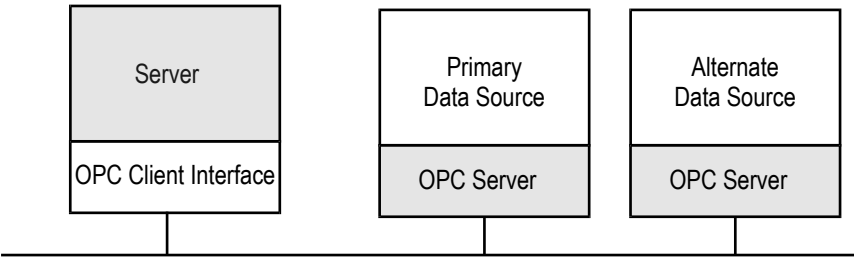 Server
OPC Client Interface
Primary
Data Source
OPC Server
Alternate
Data Source
OPC Server